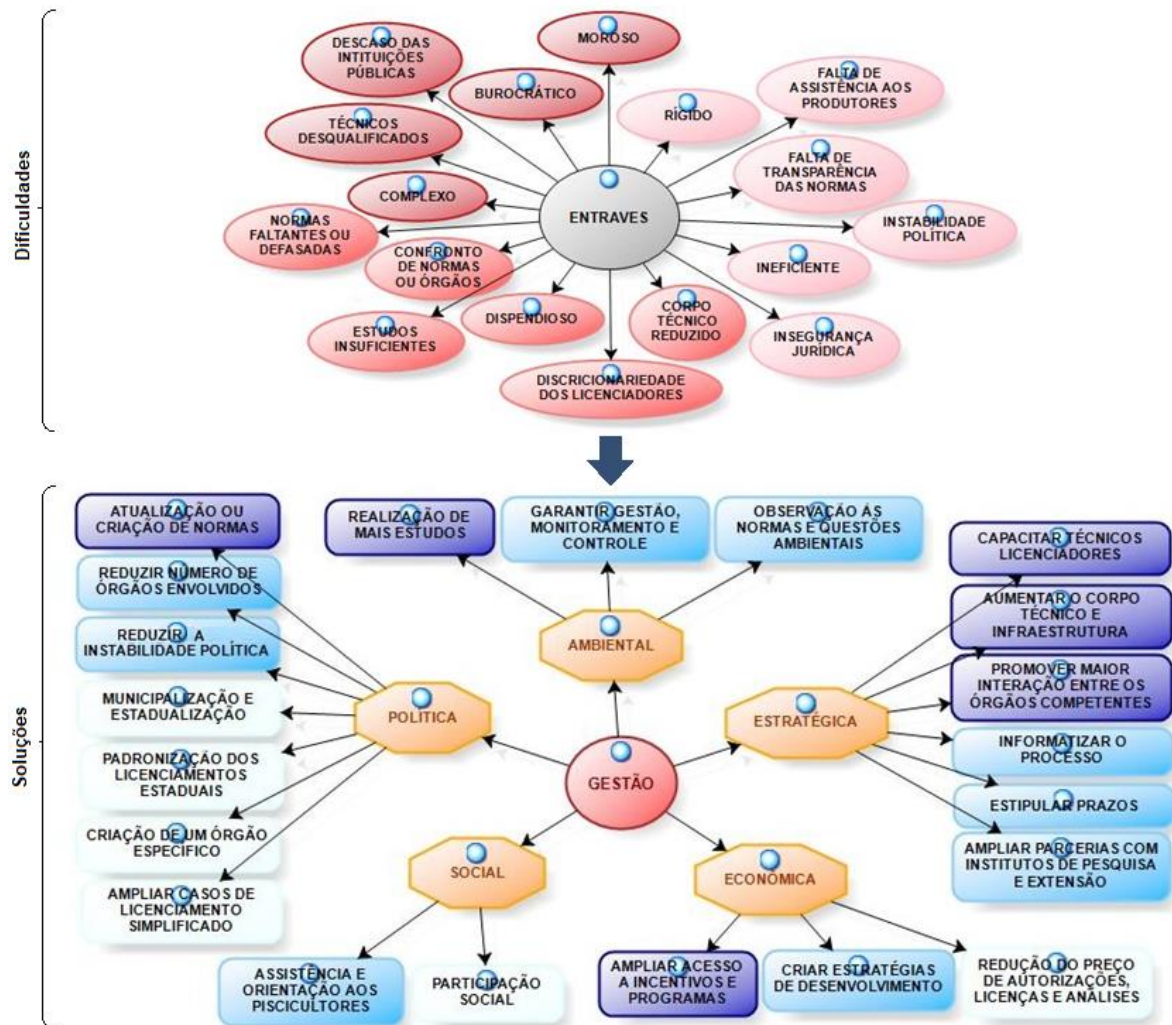 Dificuldades
DESCASO DAS
INTITUIÇÕES
PÚBLICAS
MOROSO
BUROCRÁTICO
FALTA DE
ASSISTÊNCIA AOS
PRODUTORES
RÍGIDO
TÉCNICOS
DESQUALIFICADOS
FALTA DE
TRANSPARÊNCIA
DAS NORMAS
COMPLEXO
ENTRAVES
NORMAS
FALTANTES OU
DEFASADAS
INSTABILIDADE
POLÍTICA
CONFRONTO
DE NORMAS
OU ÓRGÃOS
INEFICIENTE
ESTUDOS
INSUFICIENTES
DISPENDIOSO
CORPO
TÉCNICO
REDUZIDO
INSEGURANÇA
JURÍDICA
DISCRICIONARIEDADE
DOS LICENCIADORES
Soluções
ATUALIZAÇÃO OU
CRIAÇÃO DE NORMAS
REALIZAÇÃO DE
MAIS ESTUDOS
GARANTIR GESTÃO,
MONITORAMENTO E
CONTROLE
OBSERVAÇÃO ÁS
NORMAS E QUESTÕES
AMBIENTAIS
CAPACITAR TÉCNICOS
LICENCIADORES
REDUZIR NÚMERO DE
ÓRGÃOS ENVOLVIDOS
AUMENTAR O CORPO
TÉCNICO E
INFRAESTRUTURA
REDUZIR A
INSTABILIDADE POLÍTICA
AMBIENTAL
PROMOVER MAIOR
INTERAÇÃO ENTRE OS
ÓRGÃOS COMPETENTES
MUNICIPALIZAÇÃO E
ESTADUALIZAÇÃO
POLÍTICA
ESTRATÉGICA
INFORMATIZAR O
PROCESSO
PADRONIZAÇÃO DOS
LICENCIAMENTOS
ESTADUAIS
GESTÃO
ESTIPULAR PRAZOS
CRIAÇÃO DE UM ÓRGÃO
ESPECÍFICO
AMPLIAR PARCERIAS COM
INSTITUTOS DE PESQUISA
E EXTENSÃO
SOCIAL
ECONÔMICA
AMPLIAR CASOS DE
LICENCIAMENTO
SIMPLIFICADO
ASSISTÊNCIA E
ORIENTAÇÃO AOS
PISCICULTORES
PARTICIPAÇÃO
SOCIAL
AMPLIAR ACESSO
A INCENTIVOS E
PROGRAMAS
CRIAR ESTRATÉGIAS
DE DESENVOLVIMENTO
REDUÇÃO DO PREÇO
DE AUTORIZAÇÕES,
LICENÇAS E ANÁLISES